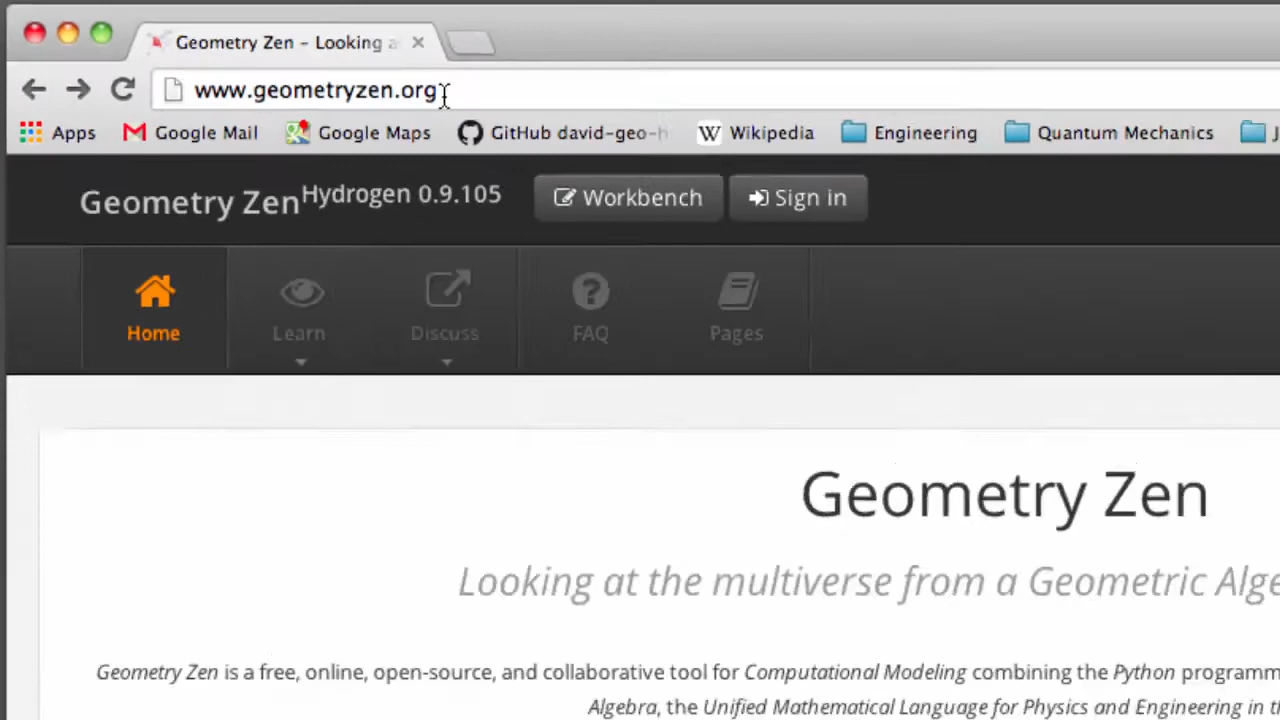 Geometry Zen – Looking a
www.geometryzen.org
Apps Google Mail Google Maps GitHub david-geo-h Wikipedia Engineering Quantum Mechanics J
Geometry Zen Hydrogen 0.9.105 Workbench Sign in
Home Learn Discuss FAQ Pages
Geometry Zen
Looking at the multiverse from a Geometric Alge
Geometry Zen is a free, online, open-source, and collaborative tool for Computational Modeling combining the Python programm
Algebra, the Unified Mathematical Language for Physics and Engineering in t